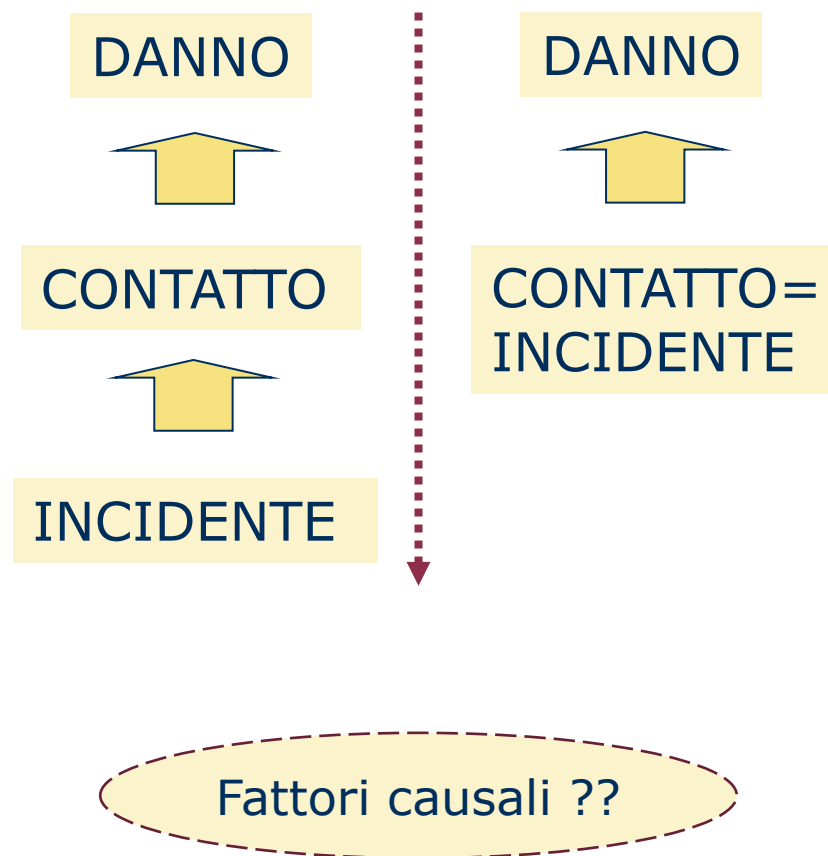 DANNO
CONTATTO
INCIDENTE
DANNO
CONTATTO=
INCIDENTE
Fattori causali ??